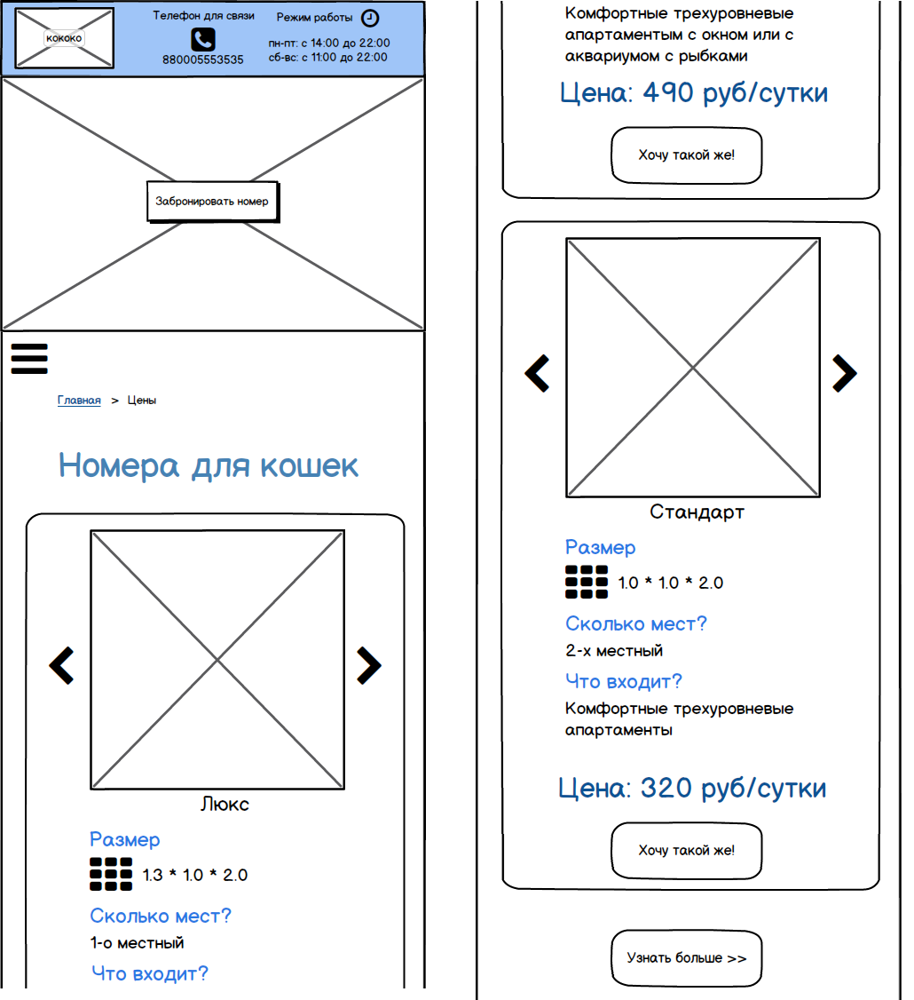 кококо
Телефон для связи
880005553535
Режим работы
пн-пт: с 14:00 до 22:00
сб-вс: с 11:00 до 22:00
Забронировать номер
Главная > Цены
Номера для кошек
Люкс
Размер
1.3 * 1.0 * 2.0
Сколько мест?
1-о местный
Что входит?
Комфортные трехуровневые
апартаментым с окном или с
аквариумом с рыбками
Цена: 490 руб/сутки
Хочу такой же!
Стандарт
Размер
1.0 * 1.0 * 2.0
Сколько мест?
2-х местный
Что входит?
Комфортные трехуровневые
апартаменты
Цена: 320 руб/сутки
Хочу такой же!
Узнать больше >>